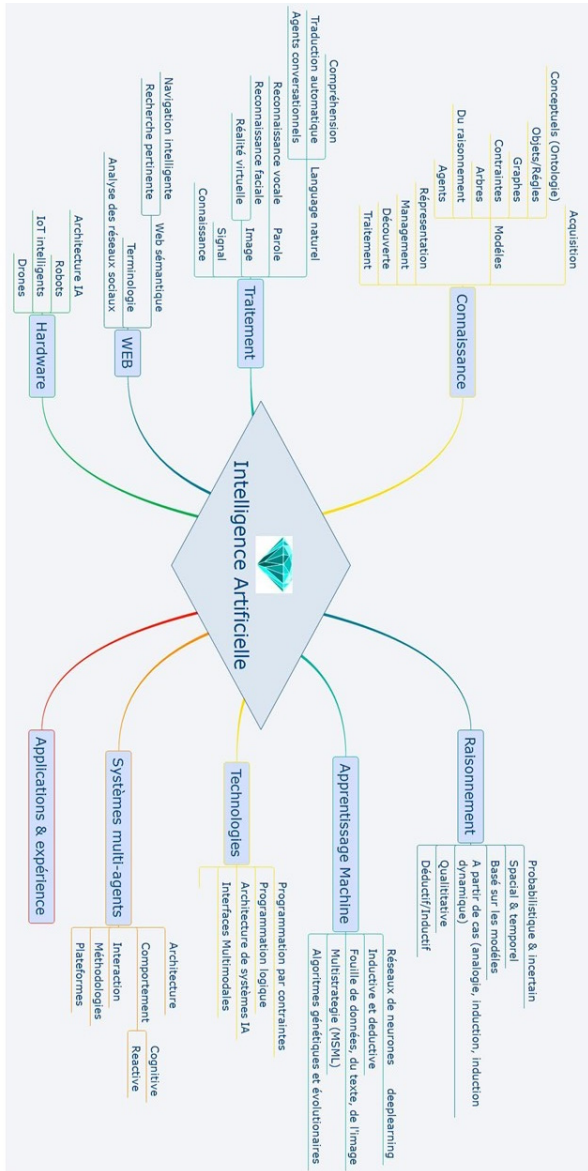 Intelligence Artificielle
Connaissance
Acquisition
Modéles
Conceptuels (Ontologie)
Objets/Régles
Graphes
Contraintes
Arbres
Du raisonnement
Agents
Répresentation
Management
Découverte
Traitement
Traitement
Language naturel
Compréhension
Traduction automatique
Agents conversationnels
Parole
Reconnaissance vocale
Image
Reconnaissance faciale
Réalité virtuelle
Signal
Connaissance
WEB
Web sémantique
Navigation intelligente
Recherche pertinente
Terminologie
Analyse des réseaux sociaux
Hardware
Architecture IA
Robots
IoT intelligents
Drones
Raisonnement
Probabilistique & incertain
Spacial & temporel
Basé sur les modèles
A partir de cas (analogie, induction, induction
dynamique)
Qualititative
Déductif/Inductif
Apprentissage Machine
Réseaux de neurones deeplearning
Inductive et deductive
Fouille de données, du texte, de l'image
Multistrategie (MSML)
Algoritmes génétiques et évolutionaires
Technologies
Programmation par contraintes
Programmation logique
Architecture de systèmes IA
Interfaces Multimodales
Systèmes multi-agents
Architecture
Comportement
Cognitive
Reactive
Interaction
Méthodologies
Plateformes
Applications & expérience